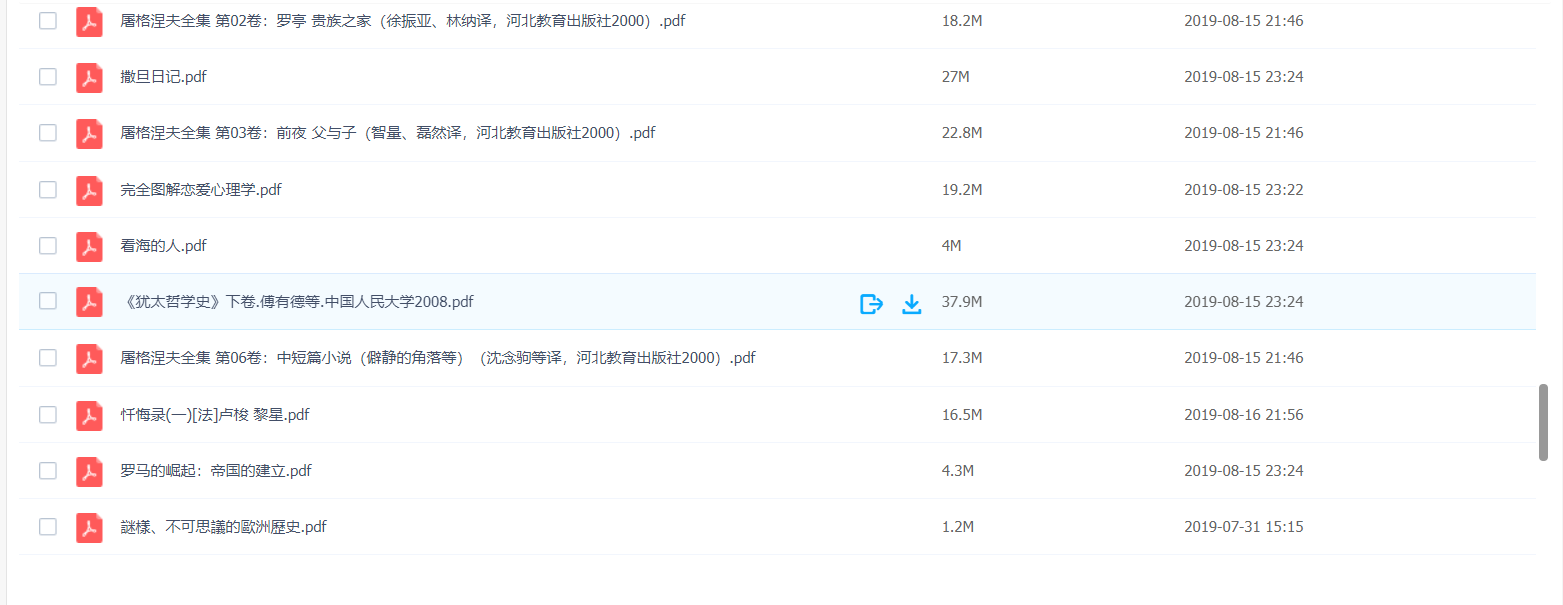 屠格涅夫全集 第02卷：罗亭 贵族之家（徐振亚、林纳译，河北教育出版社2000）.pdf 18.2M 2019-08-15 21:46
撒旦日记.pdf 27M 2019-08-15 23:24
屠格涅夫全集 第03卷：前夜 父与子（智量、磊然译，河北教育出版社2000）.pdf 22.8M 2019-08-15 21:46
完全图解恋爱心理学.pdf 19.2M 2019-08-15 23:22
看海的人.pdf 4M 2019-08-15 23:24
《犹太哲学史》下卷.傅有德等.中国人民大学2008.pdf 37.9M 2019-08-15 23:24
屠格涅夫全集 第06卷：中短篇小说（僻静的角落等）（沈念驹等译，河北教育出版社2000）.pdf 17.3M 2019-08-15 21:46
忏悔录(一)[法]卢梭 黎星.pdf 16.5M 2019-08-16 21:56
罗马的崛起：帝国的建立.pdf 4.3M 2019-08-15 23:24
謎樣、不可思議的歐洲歷史.pdf 1.2M 2019-07-31 15:15